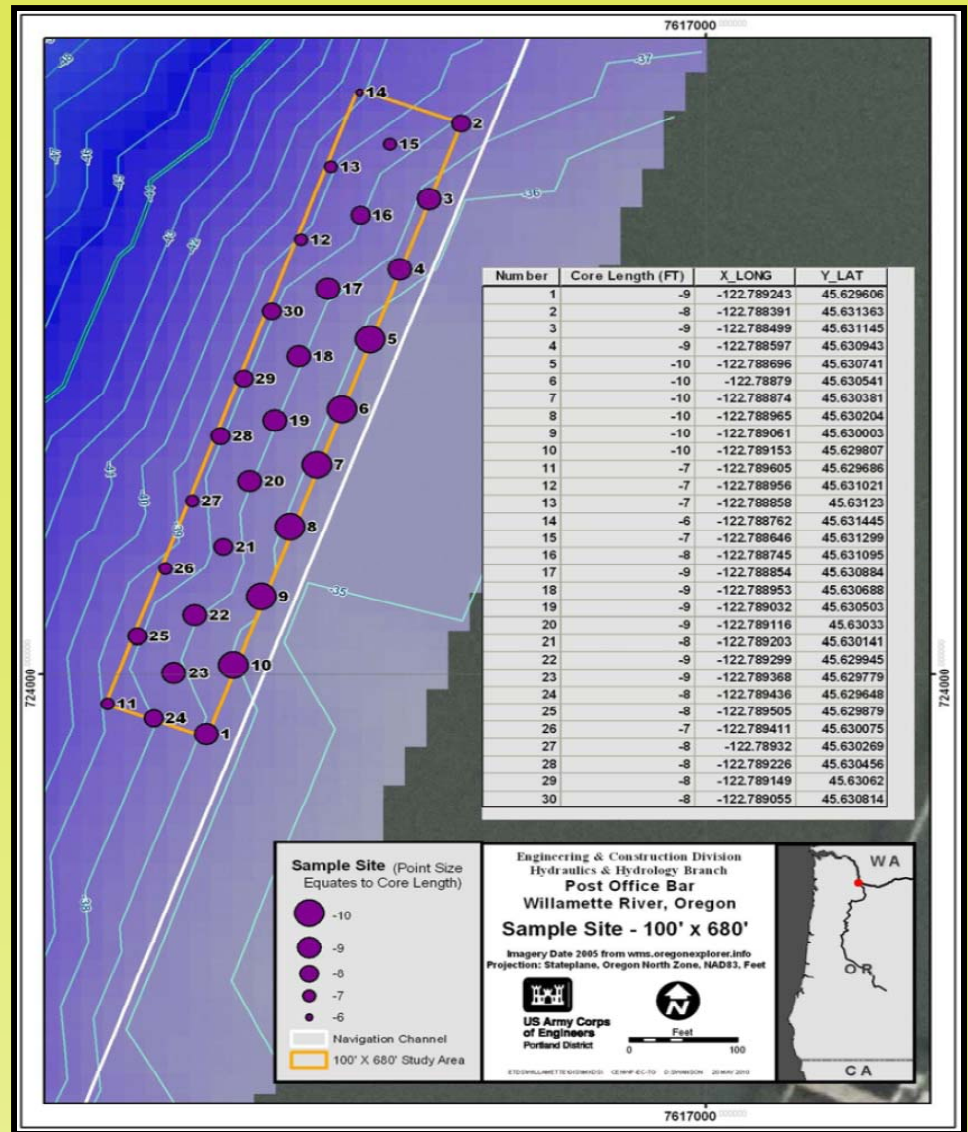 7617000
-37
14
2
15
13
3
-36
16
12
4
17
30
5
18
29
6
19
28
7
20
27
8
21
26
9
-35
22
25
10
23
11
24
1
724000
724000
-47
-46
-45
-44
-43
-42
-41
-39
-38
Number Core Length (FT) X_LONG Y_LAT
1 -9 -122.789243 45.629606
2 -8 -122.788391 45.631363
3 -9 -122.788499 45.631145
4 -9 -122.788597 45.630943
5 -10 -122.788696 45.630741
6 -10 -122.78879 45.630541
7 -10 -122.788874 45.630381
8 -10 -122.788965 45.630204
9 -10 -122.789061 45.630003
10 -10 -122.789153 45.629807
11 -7 -122.789605 45.629686
12 -7 -122.788956 45.631021
13 -7 -122.788858 45.63123
14 -6 -122.788762 45.631445
15 -7 -122.788646 45.631299
16 -8 -122.788745 45.631095
17 -9 -122.788854 45.630884
18 -9 -122.788953 45.630688
19 -9 -122.789032 45.630503
20 -9 -122.789116 45.63033
21 -8 -122.789203 45.630141
22 -9 -122.789299 45.629945
23 -9 -122.789368 45.629779
24 -8 -122.789436 45.629648
25 -8 -122.789505 45.629879
26 -7 -122.789411 45.630075
27 -8 -122.78932 45.630269
28 -8 -122.789226 45.630456
29 -8 -122.789149 45.63062
30 -8 -122.789055 45.630814
Sample Site (Point Size
Equates to Core Length)
-10
-9
-8
-7
-6
Navigation Channel
100' X 680' Study Area
Engineering & Construction Division
Hydraulics & Hydrology Branch
Post Office Bar
Willamette River, Oregon
Sample Site - 100' x 680'
Imagery Date 2005 from wms.oregonexplorer.info
Projection: Stateplane, Oregon North Zone, NAD83, Feet
US Army Corps
of Engineers
Portland District
N
Feet
0 100
WA
OR
CA
7617000